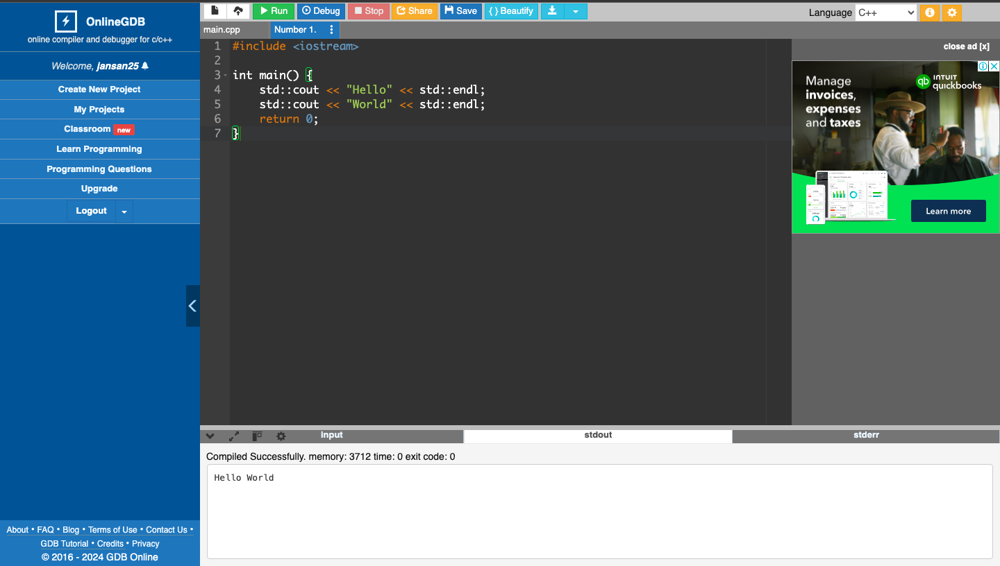 OnlineGDB
online compiler and debugger for c/c++
Welcome, jansan25
Create New Project
My Projects
Classroom new
Learn Programming
Programming Questions
Upgrade
Logout
About • FAQ • Blog • Terms of Use • Contact Us •
GDB Tutorial • Credits • Privacy
© 2016 - 2024 GDB Online
Run Debug Stop Share Save { } Beautify
Language C++
main.cpp Number 1.
1 #include <iostream>
2
3 int main() {
4 std::cout << "Hello" << std::endl;
5 std::cout << "World" << std::endl;
6 return 0;
7 }
close ad [x]
Manage
invoices,
expenses
and taxes
qb INTUIT
quickbooks
Learn more
input stdout stderr
Compiled Successfully. memory: 3712 time: 0 exit code: 0
Hello World